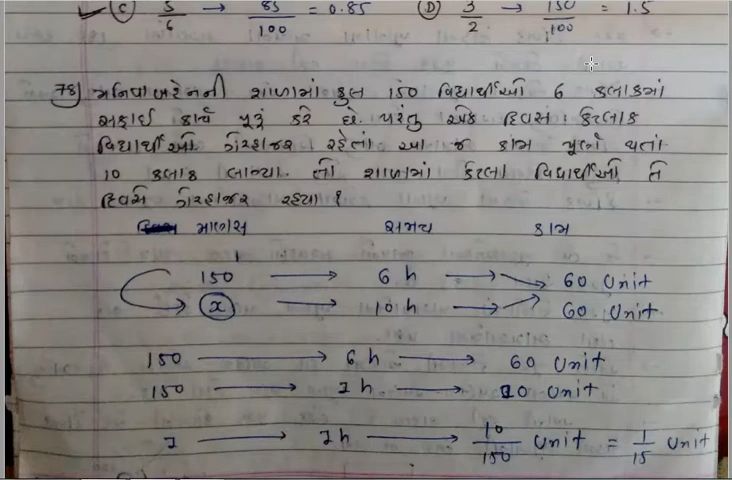 (C) 5/6 → 85/100 = 0.85 (D) 3/2 → 150/100 = 1.5
78) મનિષાબહેનની શાળામાં કુલ 150 વિદ્યાર્થીઓ 6 કલાકમાં
સફાઈ કાર્ય પૂરું કરે છે. પરંતુ એક દિવસ કેટલાક
વિદ્યાર્થીઓ ગેરહાજર રહેતાં આ જ કામ પૂર્ણ થતાં
10 કલાક લાગ્યા. તો શાળામાં કેટલા વિદ્યાર્થીઓ તે
દિવસે ગેરહાજર રહ્યા ?
માણસ સમય કામ
150 → 6 h → 60 Unit
x → 10 h → 60 Unit
150 → 6 h → 60 Unit
150 → 1 h → 10 Unit
1 → 1 h → 10/150 Unit = 1/15 Unit